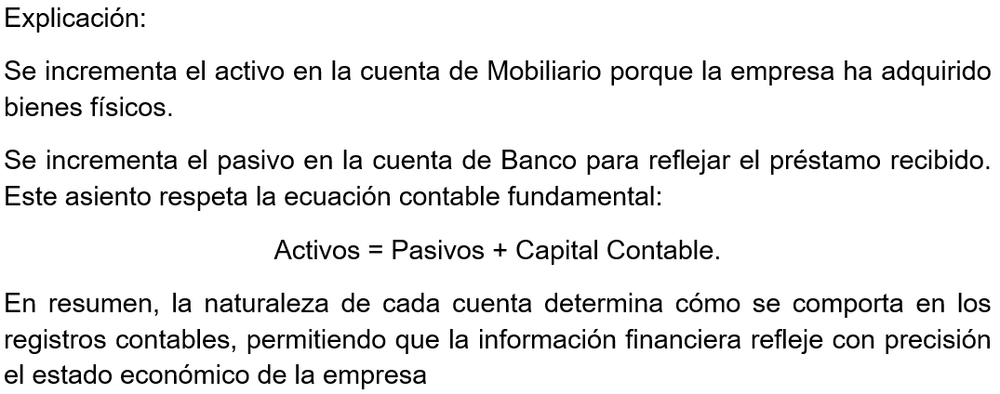 Explicación:
Se incrementa el activo en la cuenta de Mobiliario porque la empresa ha adquirido
bienes físicos.
Se incrementa el pasivo en la cuenta de Banco para reflejar el préstamo recibido.
Este asiento respeta la ecuación contable fundamental:
Activos = Pasivos + Capital Contable.
En resumen, la naturaleza de cada cuenta determina cómo se comporta en los
registros contables, permitiendo que la información financiera refleje con precisión
el estado económico de la empresa